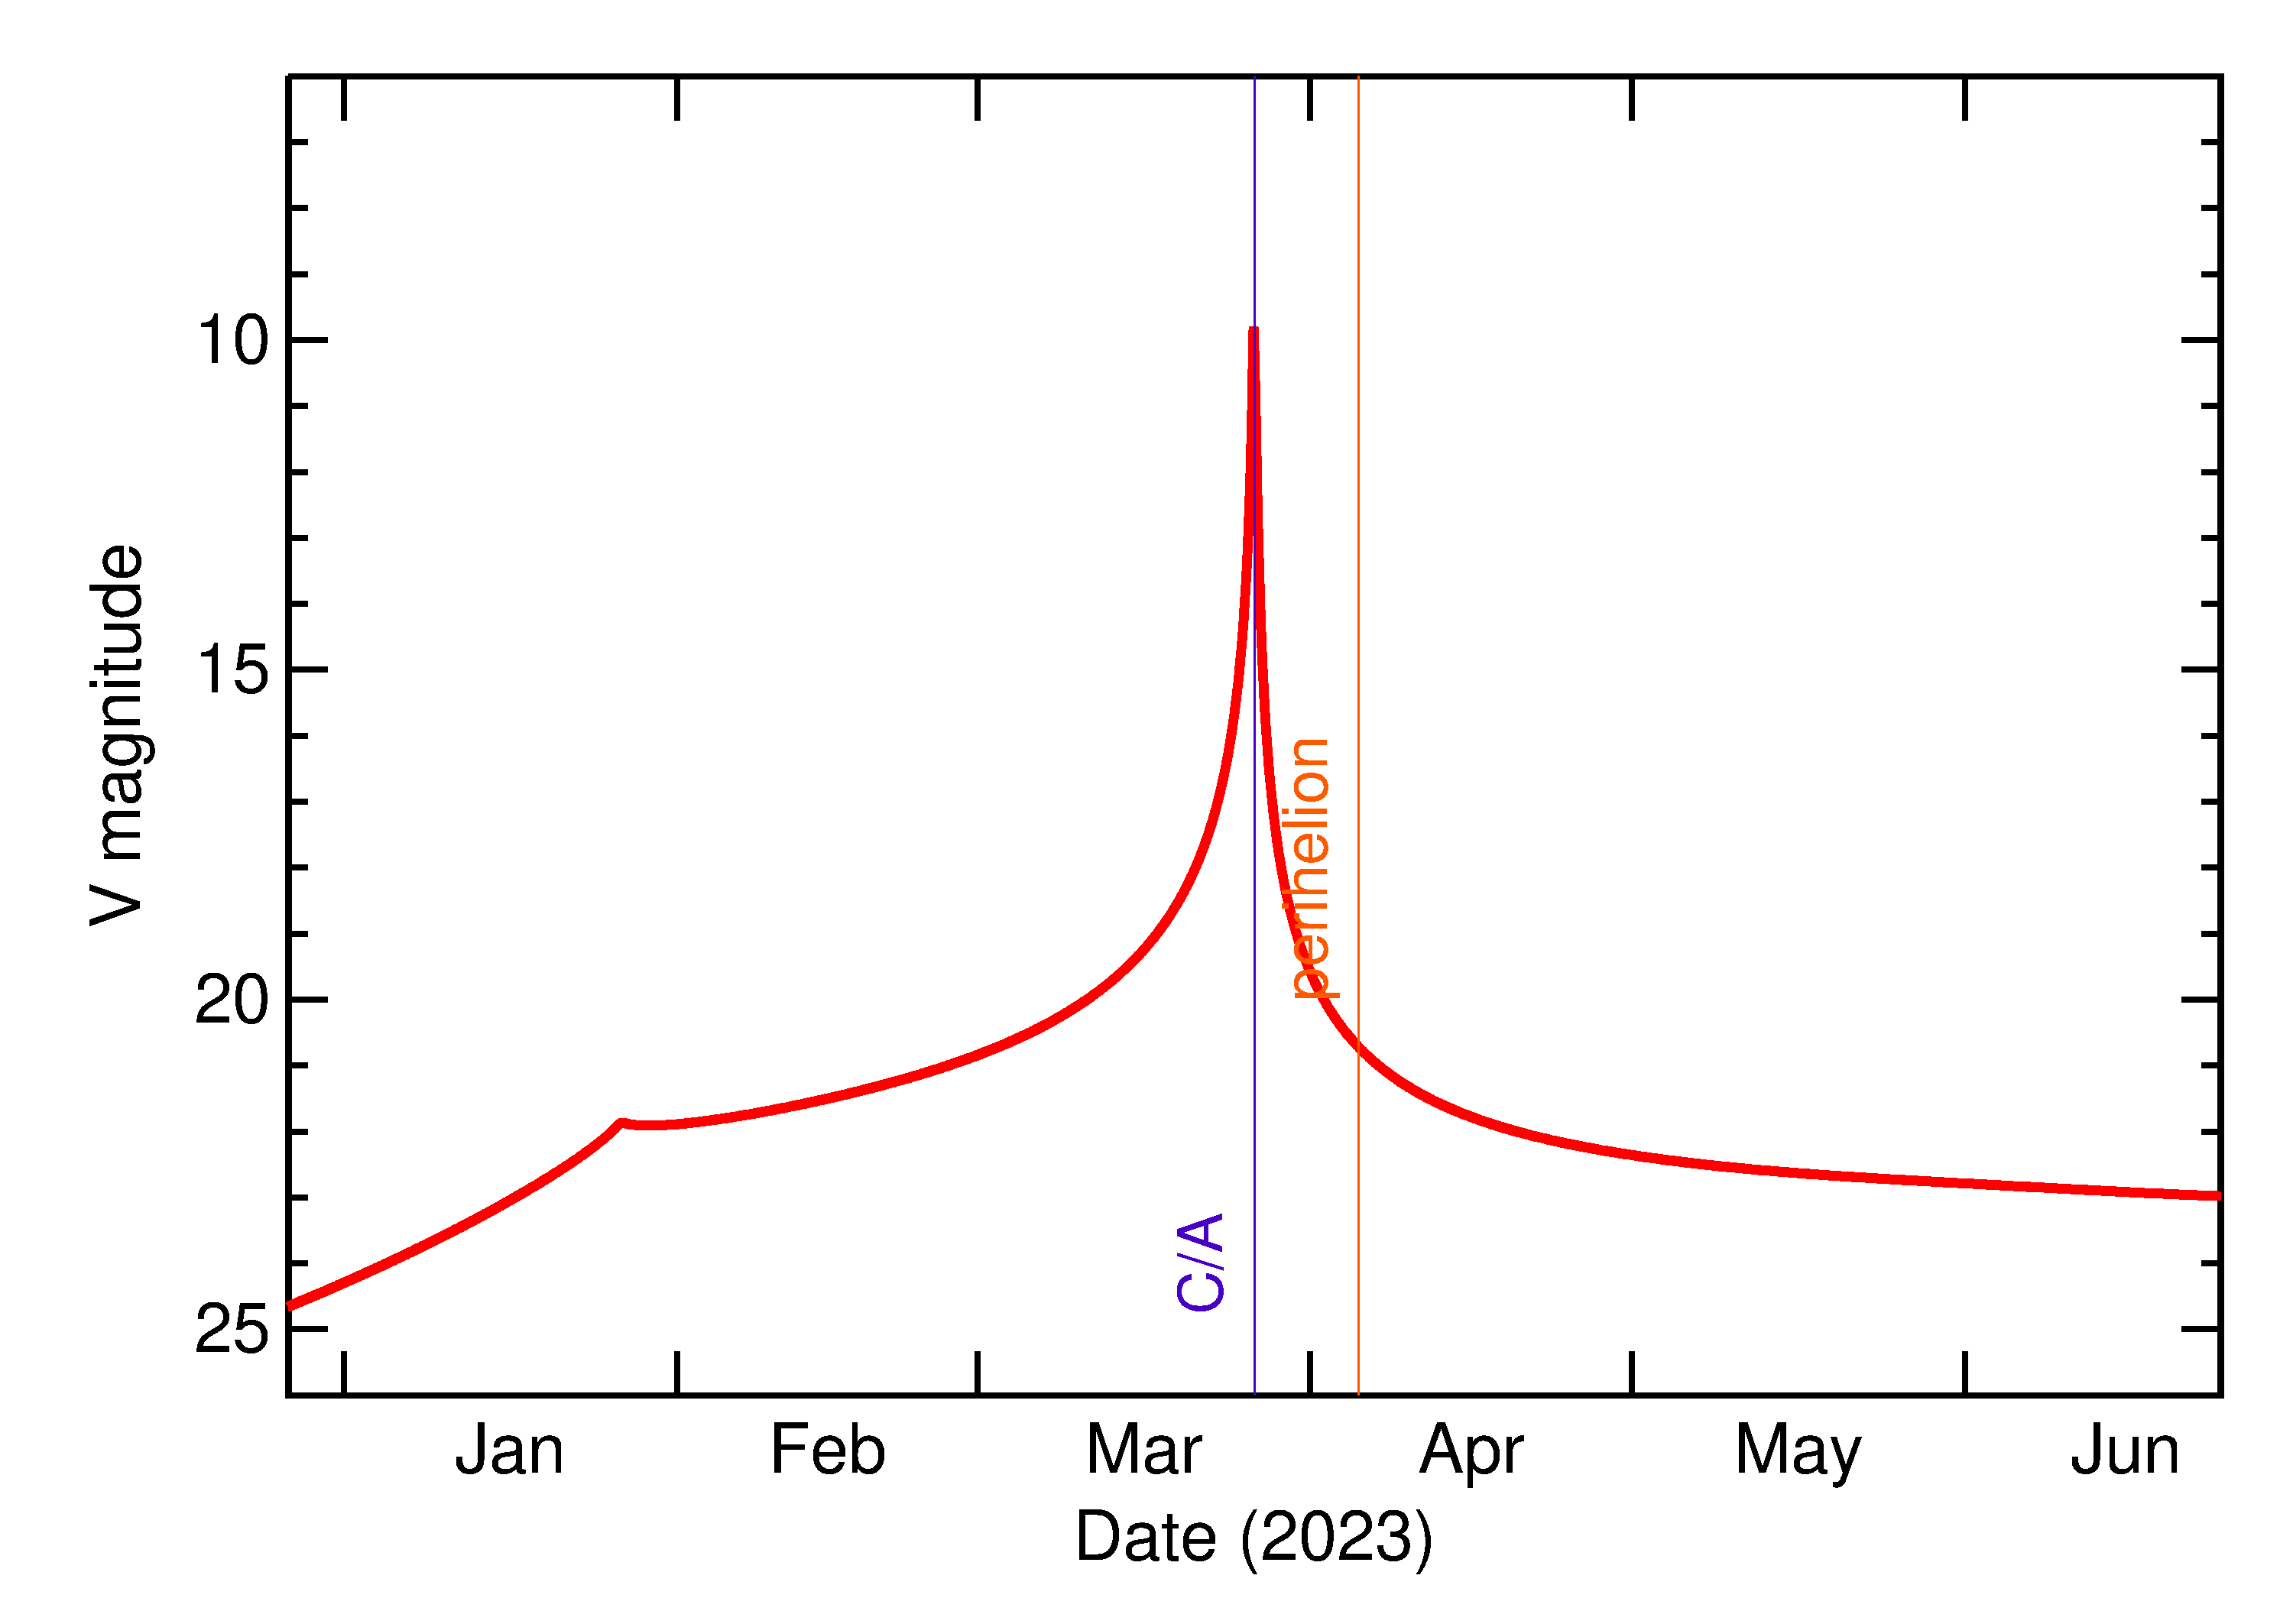 10
15
20
25
V magnitude
perihelion
C/A
Jan Feb Mar Apr May Jun
Date (2023)